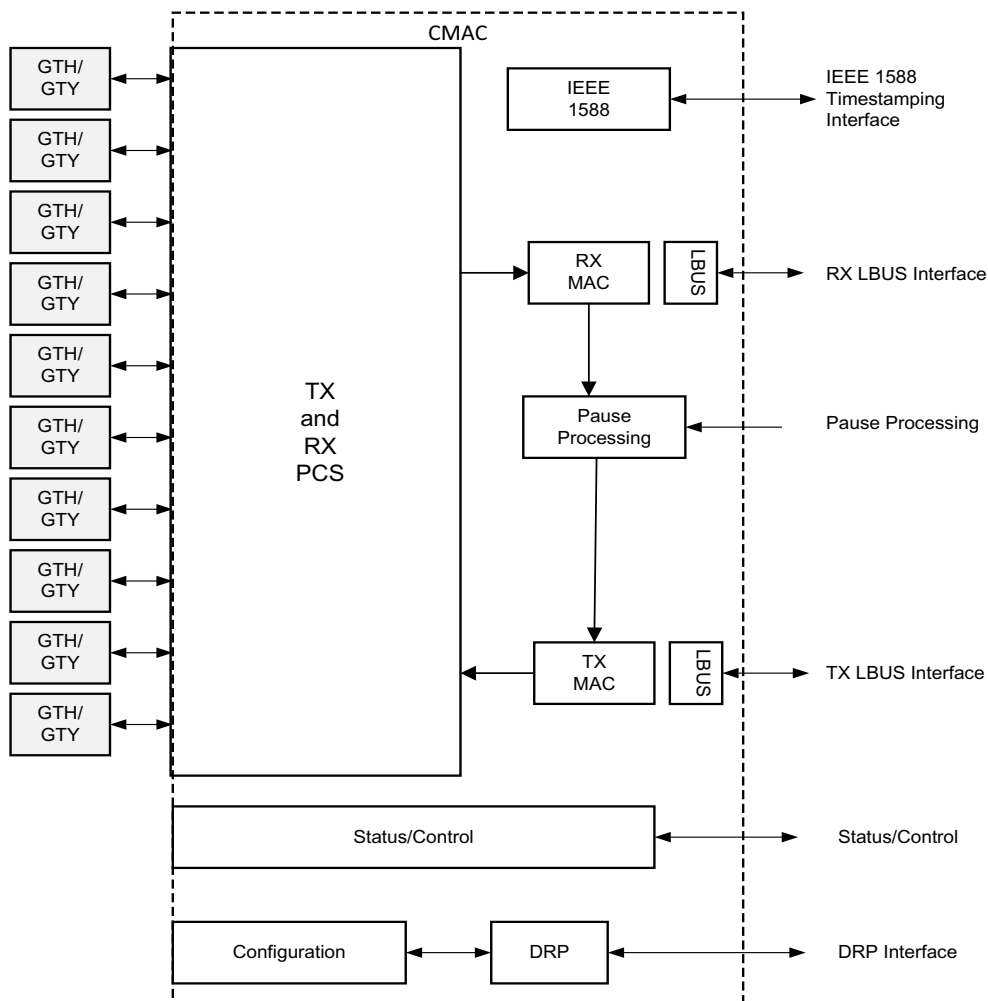 CMAC
GTH/
GTY
GTH/
GTY
GTH/
GTY
GTH/
GTY
GTH/
GTY
GTH/
GTY
GTH/
GTY
GTH/
GTY
GTH/
GTY
GTH/
GTY
TX
and
RX
PCS
IEEE
1588
IEEE 1588
Timestamping
Interface
RX
MAC
LBUS
RX LBUS Interface
Pause
Processing
Pause Processing
TX
MAC
LBUS
TX LBUS Interface
Status/Control
Status/Control
Configuration
DRP
DRP Interface